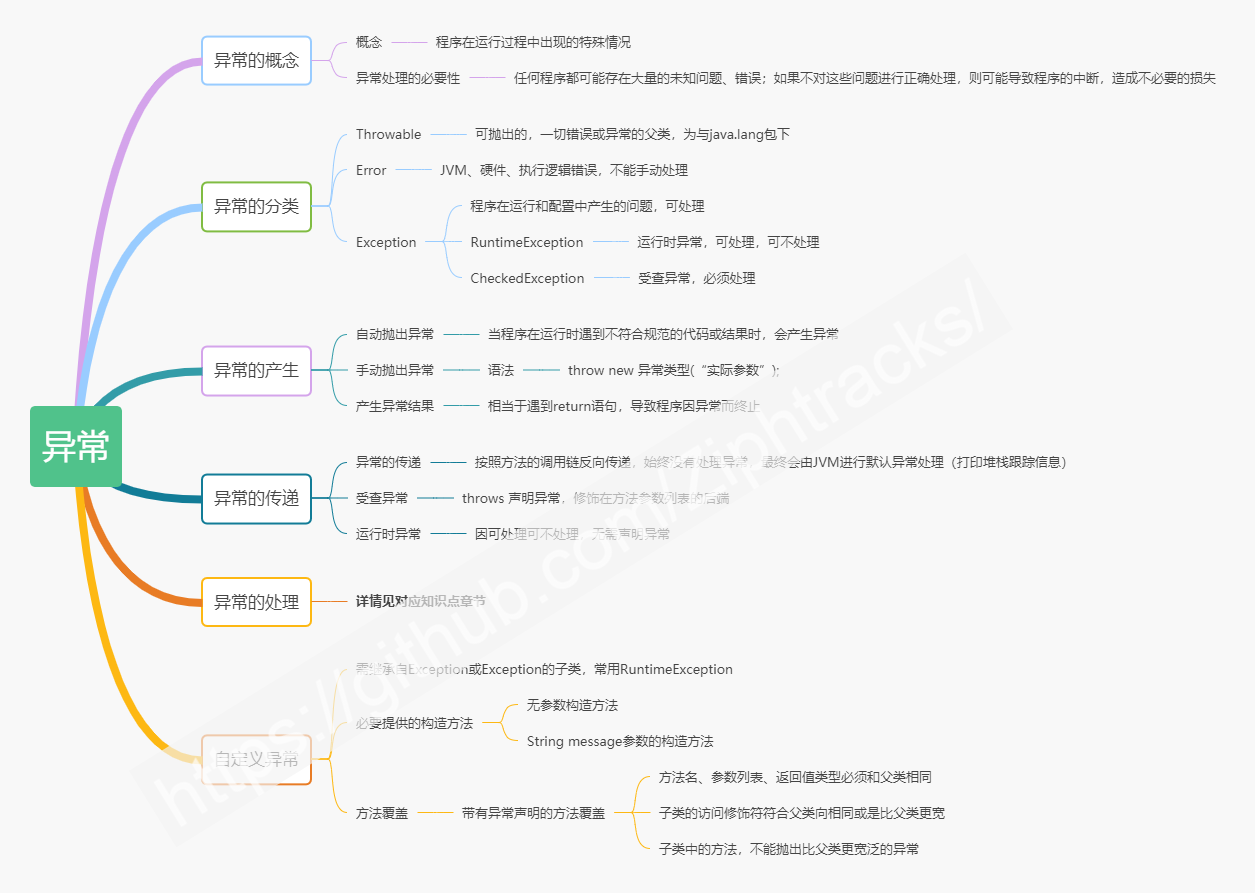 异常
异常的概念
概念
程序在运行过程中出现的特殊情况
异常处理的必要性
任何程序都可能存在大量的未知问题、错误；如果不对这些问题进行正确处理，则可能导致程序的中断，造成不必要的损失
异常的分类
Throwable
可抛出的，一切错误或异常的父类，为与java.lang包下
Error
JVM、硬件、执行逻辑错误，不能手动处理
Exception
程序在运行和配置中产生的问题，可处理
RuntimeException
运行时异常，可处理，可不处理
CheckedException
受查异常，必须处理
异常的产生
自动抛出异常
当程序在运行时遇到不符合规范的代码或结果时，会产生异常
手动抛出异常
语法
throw new 异常类型(“实际参数”);
产生异常结果
相当于遇到return语句，导致程序因异常而终止
异常的传递
异常的传递
按照方法的调用链反向传递，始终没有处理异常，最终会由JVM进行默认异常处理（打印堆栈跟踪信息）
受查异常
throws 声明异常，修饰在方法参数列表的后端
运行时异常
因可处理可不处理，无需声明异常
异常的处理
详情见对应知识点章节
自定义异常
需继承自Exception或Exception的子类，常用RuntimeException
必要提供的构造方法
无参数构造方法
String message参数的构造方法
方法覆盖
带有异常声明的方法覆盖
方法名、参数列表、返回值类型必须和父类相同
子类的访问修饰符符合父类向相同或是比父类更宽
子类中的方法，不能抛出比父类更宽泛的异常
https://github.com/Ziphtracks/